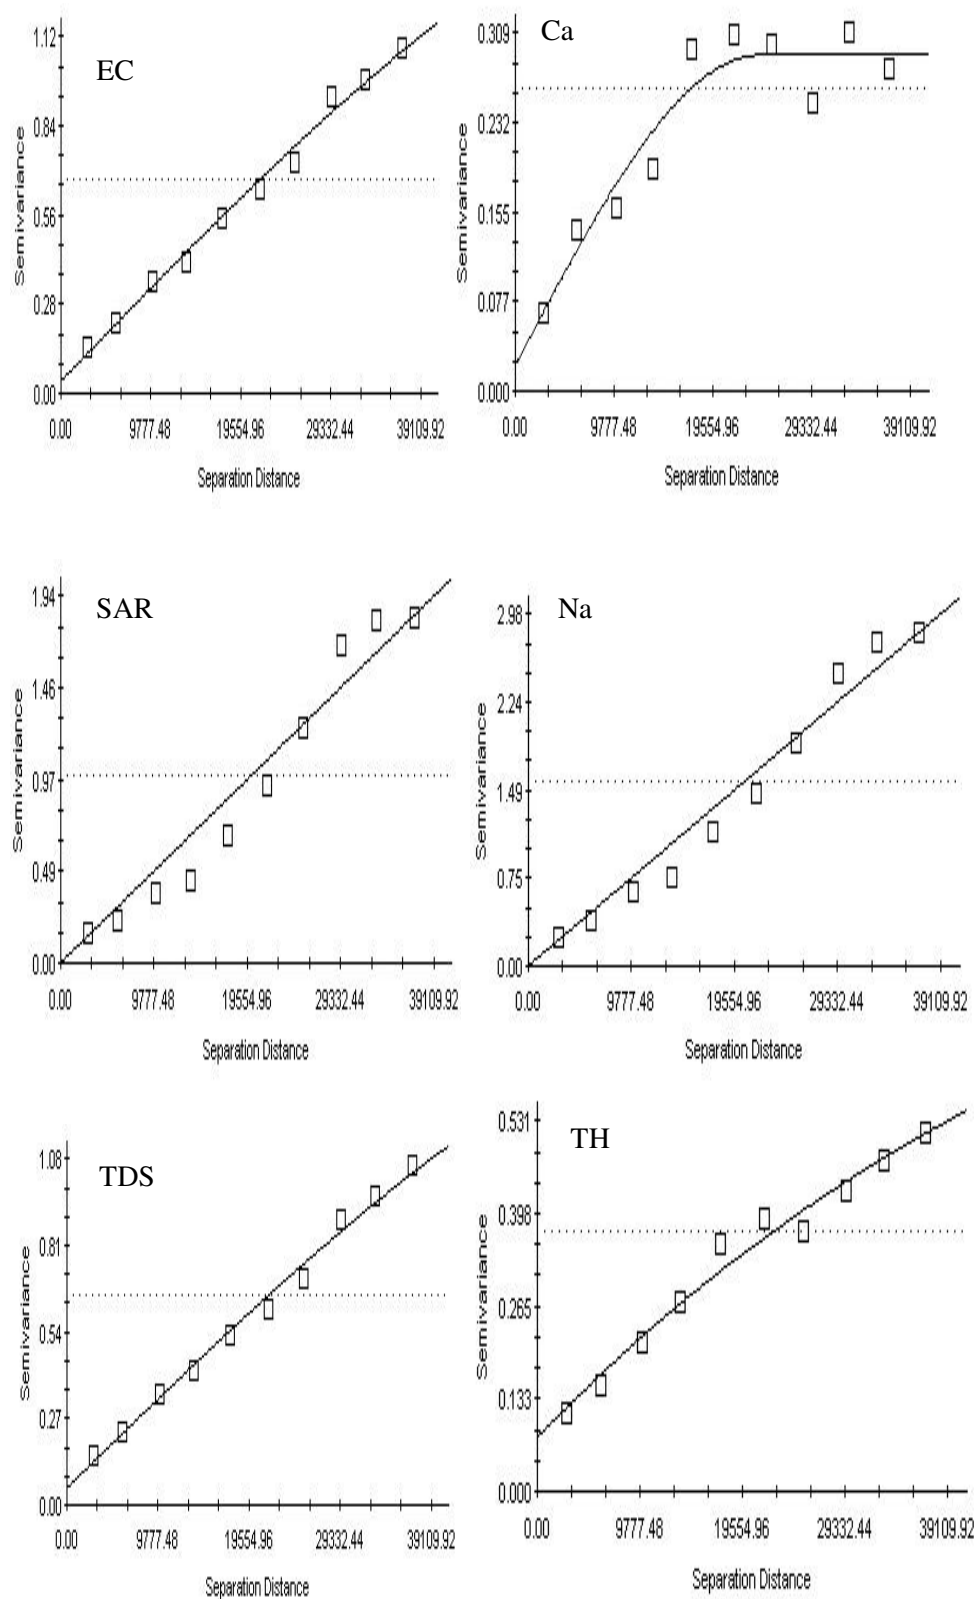 EC
1.12
0.84
0.56
0.28
0.00
Semivariance
0.00 9777.48 19554.96 29332.44 39109.92
Separation Distance
Ca
0.309
0.232
0.155
0.077
0.000
Semivariance
0.00 9777.48 19554.96 29332.44 39109.92
Separation Distance
SAR
1.94
1.46
0.97
0.49
0.00
Semivariance
0.00 9777.48 19554.96 29332.44 39109.92
Separation Distance
Na
2.98
2.24
1.49
0.75
0.00
Semivariance
0.00 9777.48 19554.96 29332.44 39109.92
Separation Distance
TDS
1.08
0.81
0.54
0.27
0.00
Semivariance
0.00 9777.48 19554.96 29332.44 39109.92
Separation Distance
TH
0.531
0.398
0.265
0.133
0.000
Semivariance
0.00 9777.48 19554.96 29332.44 39109.92
Separation Distance